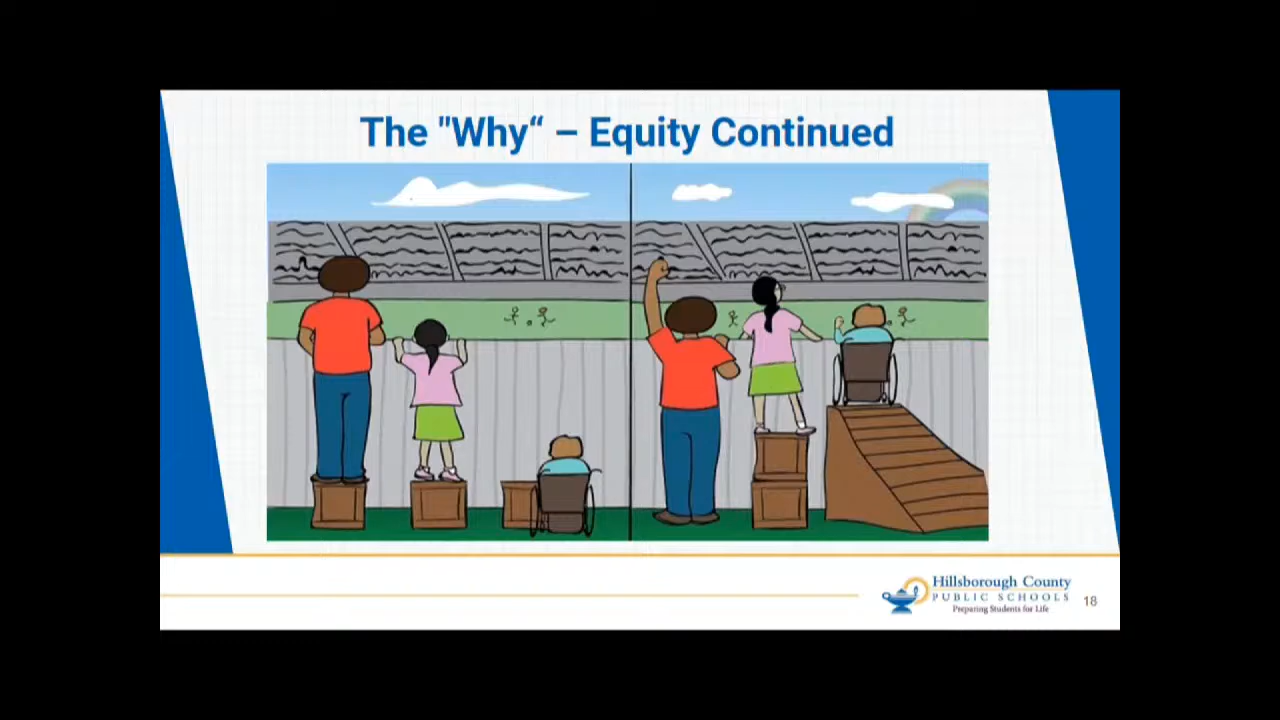 The "Why“ – Equity Continued
Hillsborough County
PUBLIC SCHOOLS
Preparing Students for Life
18